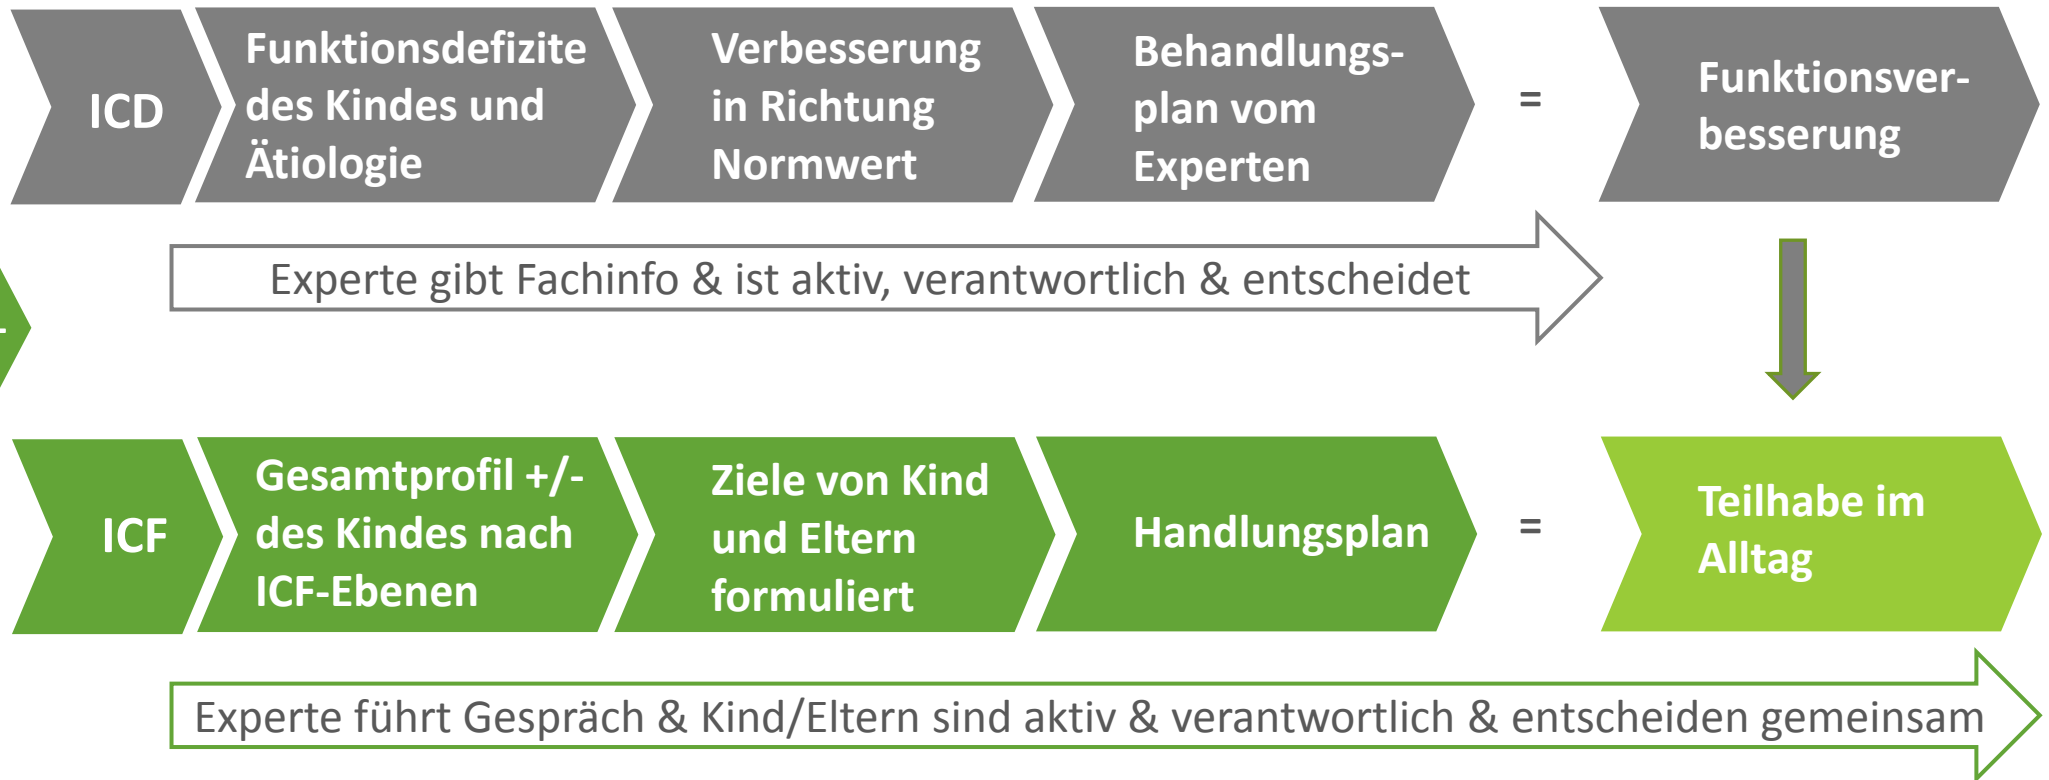 ICD
Funktionsdefizite
des Kindes und
Ätiologie
Verbesserung
in Richtung
Normwert
Behandlungs-
plan vom
Experten
=
Funktionsver-
besserung
Experte gibt Fachinfo & ist aktiv, verantwortlich & entscheidet
-
ICF
Gesamtprofil +/-
des Kindes nach
ICF-Ebenen
Ziele von Kind
und Eltern
formuliert
Handlungsplan
=
Teilhabe im
Alltag
Experte führt Gespräch & Kind/Eltern sind aktiv & verantwortlich & entscheiden gemeinsam